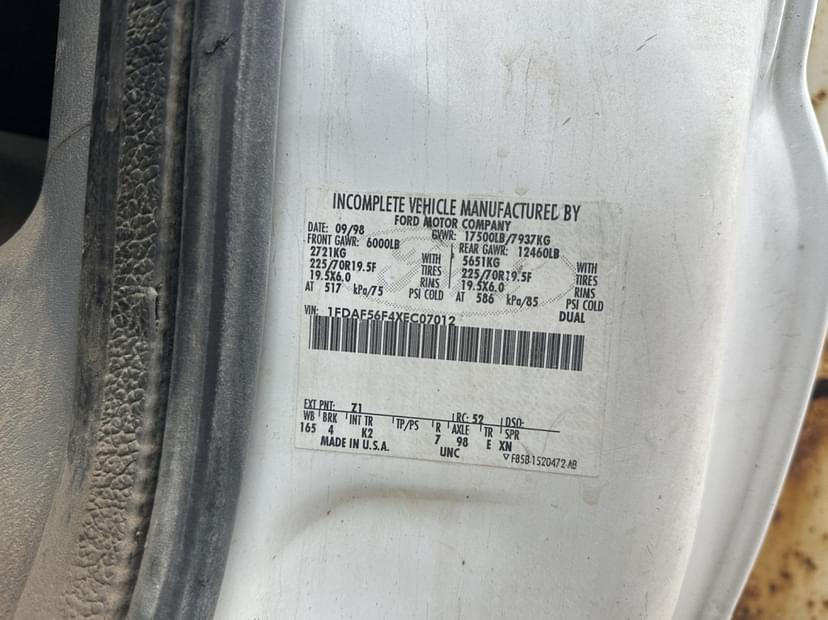 INCOMPLETE VEHICLE MANUFACTURED BY
FORD MOTOR COMPANY
DATE: 09/98 GVWR: 17500LB/7937KG
FRONT GAWR: 6000LB REAR GAWR: 12460LB
2721KG WITH 5651KG WITH
225/70R19.5F TIRES 225/70R19.5F TIRES
19.5X6.0 RIMS 19.5X6.0 RIMS
AT 517 kPa/75 PSI COLD AT 586 kPa/85 PSI COLD
DUAL
VIN: 1FDAF56F4XEC07012
EXT PNT: Z1 RC: 52 DSO:
WB BRK INT TR TP/PS R AXLE TR SPR
165 4 K2 7 98 E XN
MADE IN U.S.A. UNC
F85B-1520472-AB